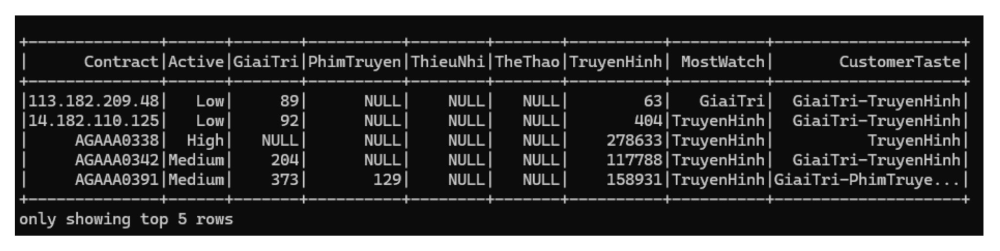 +---------------+------+-------+----------+---------+-------+----------+----------+--------------------+
|       Contract|Active|GiaiTri|PhimTruyen|ThieuNhi|TheThao|TruyenHinh| MostWatch|       CustomerTaste|
+---------------+------+-------+----------+---------+-------+----------+----------+--------------------+
|113.182.209.48|   Low|     89|      NULL|    NULL|   NULL|        63|   GiaiTri|  GiaiTri-TruyenHinh|
|14.182.110.125|   Low|     92|      NULL|    NULL|   NULL|       404|TruyenHinh|  GiaiTri-TruyenHinh|
|     AGAAA0338|  High|   NULL|      NULL|    NULL|   NULL|    278633|TruyenHinh|          TruyenHinh|
|     AGAAA0342|Medium|    204|      NULL|    NULL|   NULL|    117788|TruyenHinh|  GiaiTri-TruyenHinh|
|     AGAAA0391|Medium|    373|       129|    NULL|   NULL|    158931|TruyenHinh|GiaiTri-PhimTruye...|
+---------------+------+-------+----------+---------+-------+----------+----------+--------------------+
only showing top 5 rows